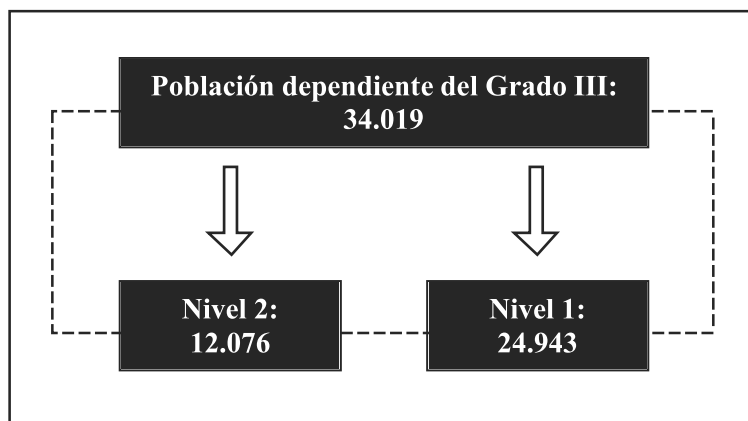 Población dependiente del Grado III:
34.019
Nivel 2:
12.076
Nivel 1:
24.943